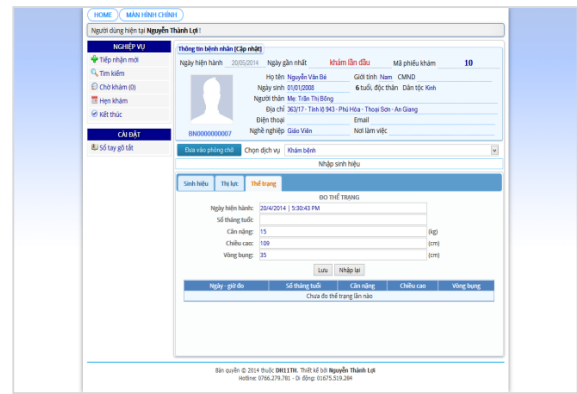 HOME MÀN HÌNH CHÍNH
Người dùng hiện tại Nguyễn Thành Lợi !
NGHIỆP VỤ
Tiếp nhận mới
Tìm kiếm
Chờ khám (0)
Hẹn khám
Kết thúc
CÀI ĐẶT
Sổ tay gõ tắt
Thông tin bệnh nhân [Cập nhật]
Ngày hiện hành 20/05/2014 Ngày gần nhất khám lần đầu Mã phiếu khám 10
Họ tên Nguyễn Văn Bé Giới tính Nam CMND
Ngày sinh 01/01/2008 6 tuổi, độc thân Dân tộc Kinh
Người thân Mẹ: Trần Thị Bông
Địa chỉ 363/17 - Tỉnh lộ 943 - Phú Hòa - Thoại Sơn - An Giang
Điện thoại Email
BN0000000007 Nghề nghiệp Giáo Viên Nơi làm việc
Đưa vào phòng chờ Chọn dịch vụ Khám bệnh
Nhập sinh hiệu
Sinh hiệu Thị lực Thể trạng
ĐO THỂ TRẠNG
Ngày hiện hành: 20/4/2014 | 5:30:43 PM
Số tháng tuổi:
Cân nặng: 15 (kg)
Chiều cao: 109 (cm)
Vòng bụng: 35 (cm)
Lưu Nhập lại
Ngày - giờ đo Số tháng tuổi Cân nặng Chiều cao Vòng bụng
Chưa đo thể trạng lần nào
Bản quyền © 2014 thuộc DH11TH. Thiết kế bởi Nguyễn Thành Lợi
Hotline: 0766.279.781 - Di động: 01675.519.284